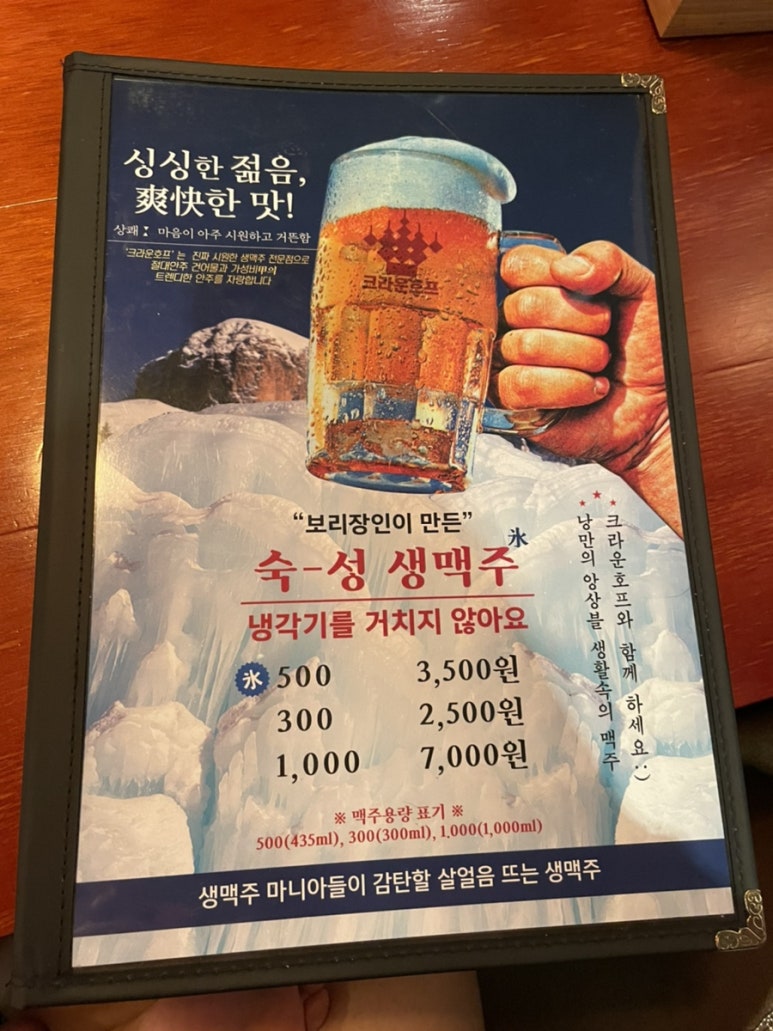 싱싱한 젊음,
爽快한 맛!
상쾌: 마음이 아주 시원하고 거뜬함
'크라운호프' 는 진짜 시원한 생맥주 전문점으로
절대안주 건어물과 가성비甲의
트렌디한 안주를 자랑합니다
크라운호프
"보리장인이 만든"
숙-성 생맥주氷
냉각기를 거치지 않아요
氷 500 3,500원
300 2,500원
1,000 7,000원
※ 맥주용량 표기 ※
500(435ml), 300(300ml), 1,000(1,000ml)
크라운호프와 함께 하세요:)
낭만의 앙상블 생활속의 맥주
생맥주 마니아들이 감탄할 살얼음 뜨는 생맥주